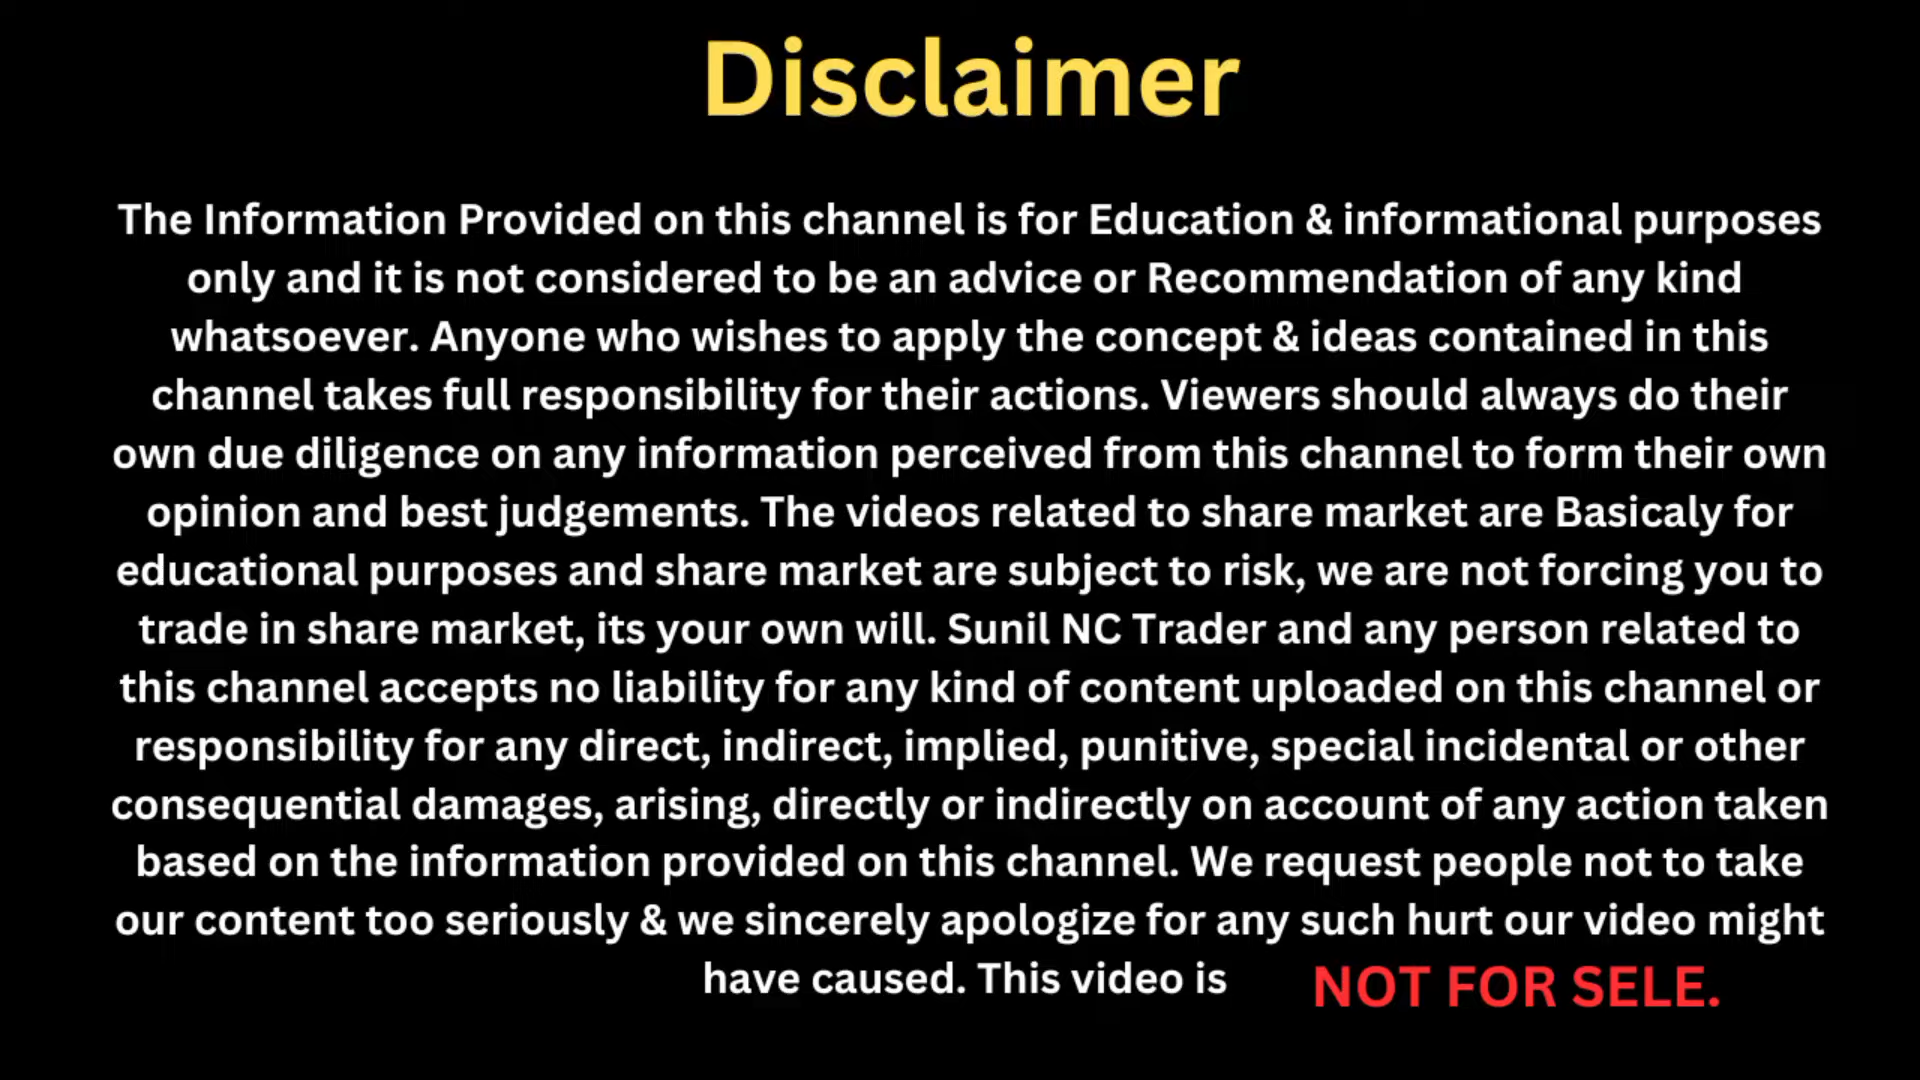 Disclaimer
The Information Provided on this channel is for Education & informational purposes
only and it is not considered to be an advice or Recommendation of any kind
whatsoever. Anyone who wishes to apply the concept & ideas contained in this
channel takes full responsibility for their actions. Viewers should always do their
own due diligence on any information perceived from this channel to form their own
opinion and best judgements. The videos related to share market are Basicaly for
educational purposes and share market are subject to risk, we are not forcing you to
trade in share market, its your own will. Sunil NC Trader and any person related to
this channel accepts no liability for any kind of content uploaded on this channel or
responsibility for any direct, indirect, implied, punitive, special incidental or other
consequential damages, arising, directly or indirectly on account of any action taken
based on the information provided on this channel. We request people not to take
our content too seriously & we sincerely apologize for any such hurt our video might
have caused. This video is NOT FOR SELE.